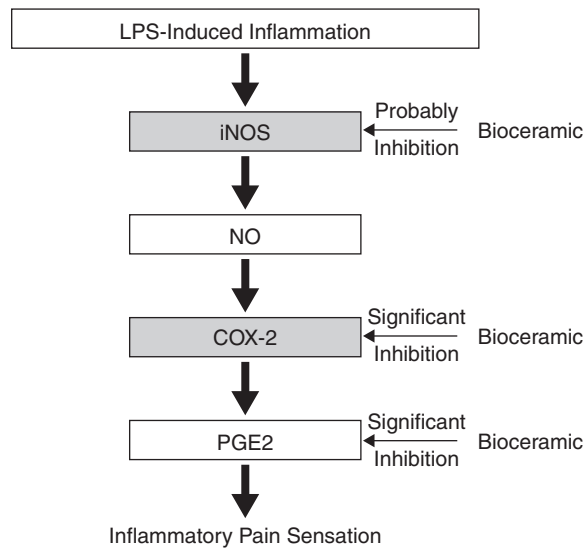 LPS-Induced Inflammation
iNOS
Probably
Inhibition
Bioceramic
NO
COX-2
Significant
Inhibition
Bioceramic
PGE2
Significant
Inhibition
Bioceramic
Inflammatory Pain Sensation